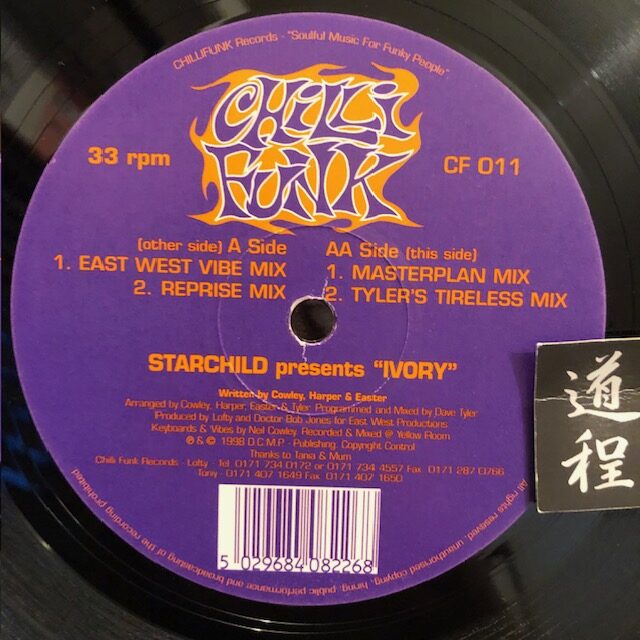 CHILLIFUNK Records - "Soulful Music For Funky People"
CHILLI
FUNK
33 rpm
CF 011
(other side) A Side
1. EAST WEST VIBE MIX
2. REPRISE MIX
AA Side (this side)
1. MASTERPLAN MIX
2. TYLER'S TIRELESS MIX
STARCHILD presents "IVORY"
Written by Cowley, Harper & Easter
Arranged by Cowley, Harper, Easter & Tyler. Programmed and Mixed by Dave Tyler
Produced by Lofty and Doctor Bob Jones for East West Productions
Keyboards & Vibes by Neil Cowley. Recorded & Mixed @ Yellow Room
℗ & © 1998 D.C.M.P - Publishing Copyright Control
Thanks to Tania & Mum
Chilli Funk Records - Lofty - Tel 0171 734 0172 or 0171 734 4557 Fax 0171 287 0766
Tony - 0171 407 1649 Fax. 0171 407 1650
5 029684 082268
All rights reserved. Unauthorised copying, hiring, public performance and broadcasting of the recording prohibited
道程